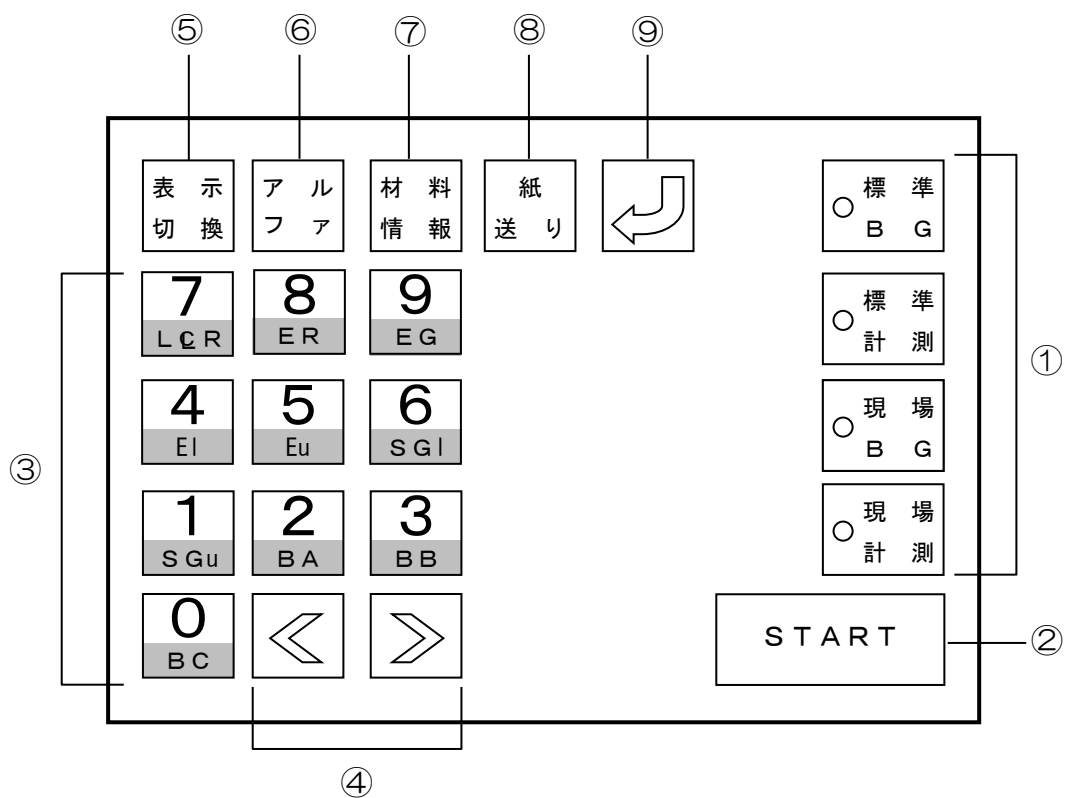 ⑤ ⑥ ⑦ ⑧ ⑨
表示 アルファ 材料情報 紙送り
切換
標準
BG
7 8 9
LCR ER EG
標準
計測
①
4 5 6
El Eu SGl
現場
BG
③
1 2 3
SGu BA BB
現場
計測
0
BC
START
②
④